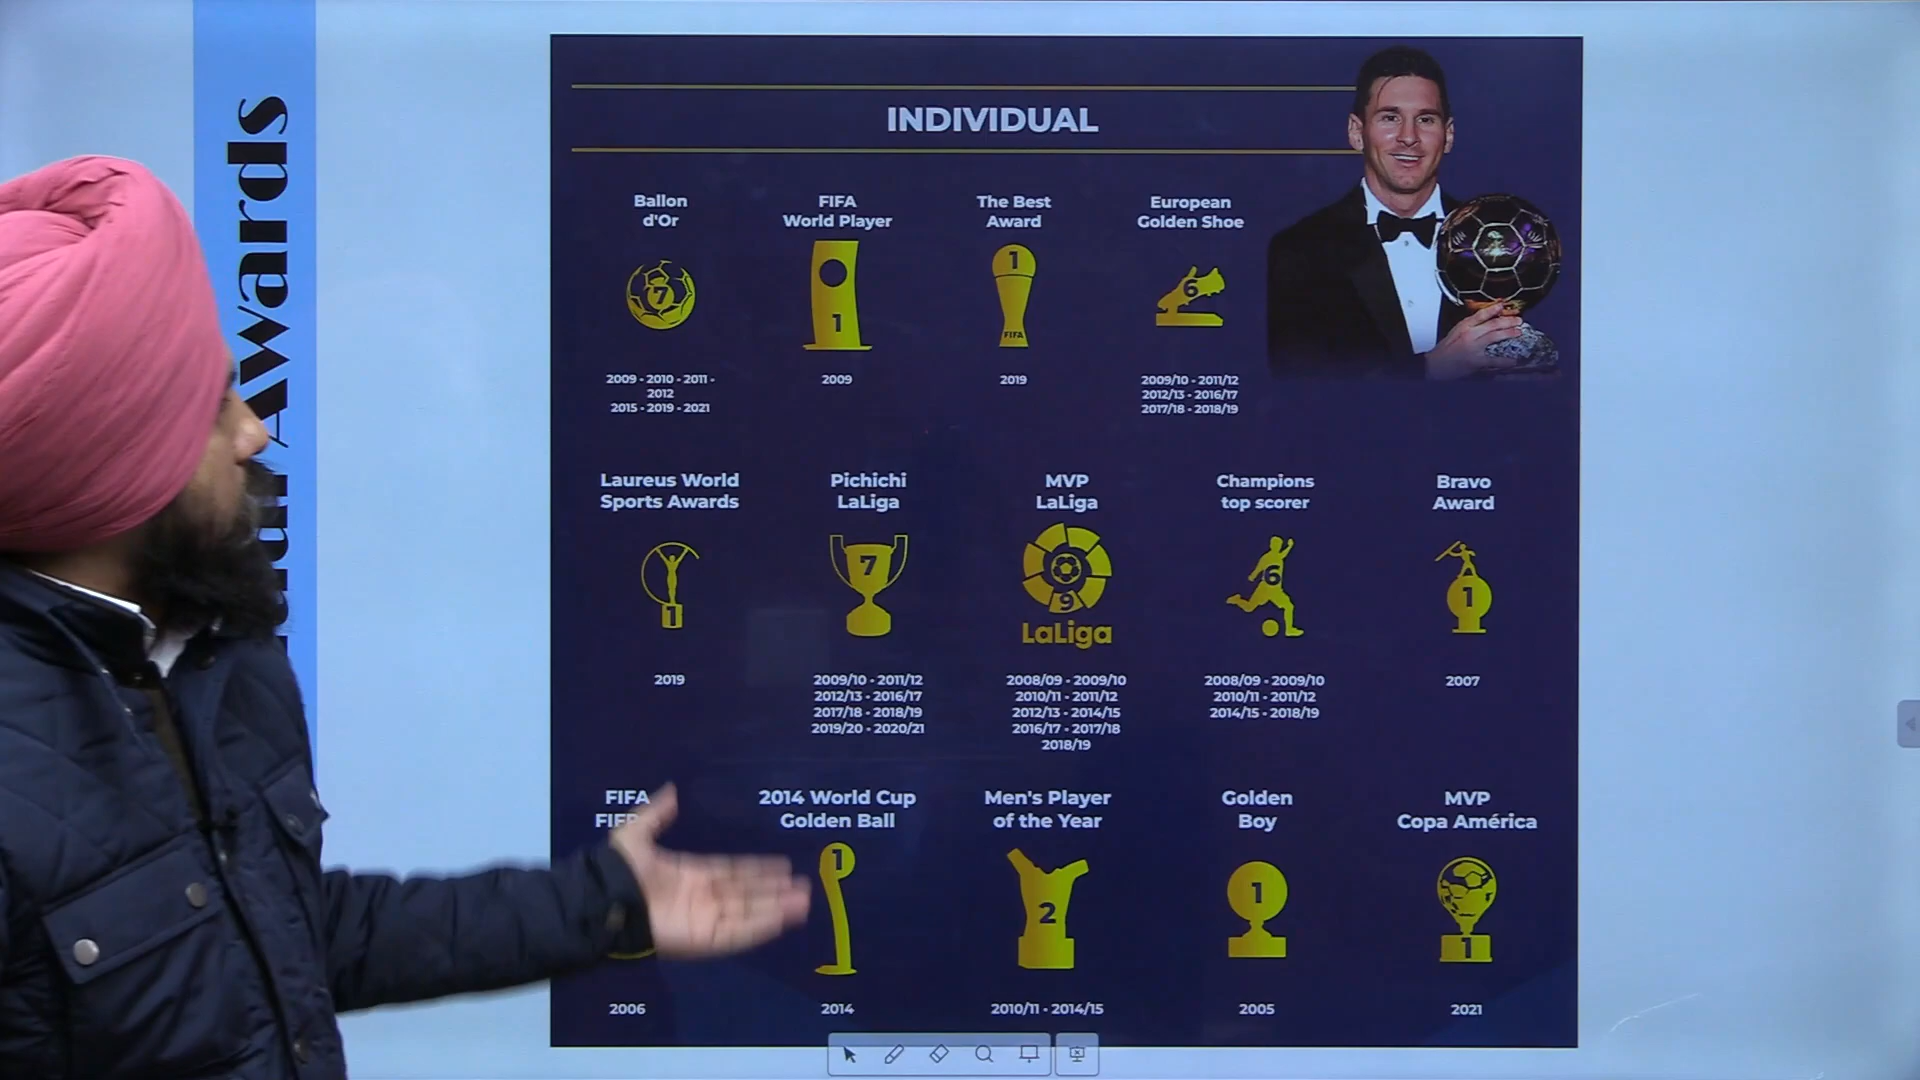 Awards
INDIVIDUAL
Ballon
d'Or
7
2009 - 2010 - 2011 -
2012
2015 - 2019 - 2021
FIFA
World Player
1
2009
The Best
Award
1
FIFA
2019
European
Golden Shoe
6
2009/10 - 2011/12
2012/13 - 2016/17
2017/18 - 2018/19
Laureus World
Sports Awards
1
2019
Pichichi
LaLiga
7
2009/10 - 2011/12
2012/13 - 2016/17
2017/18 - 2018/19
2019/20 - 2020/21
MVP
LaLiga
9
LaLiga
2008/09 - 2009/10
2010/11 - 2011/12
2012/13 - 2014/15
2016/17 - 2017/18
2018/19
Champions
top scorer
6
2008/09 - 2009/10
2010/11 - 2011/12
2014/15 - 2018/19
Bravo
Award
1
2007
FIFA
2006
2014 World Cup
Golden Ball
1
2014
Men's Player
of the Year
2
2010/11 - 2014/15
Golden
Boy
1
2005
MVP
Copa América
1
2021